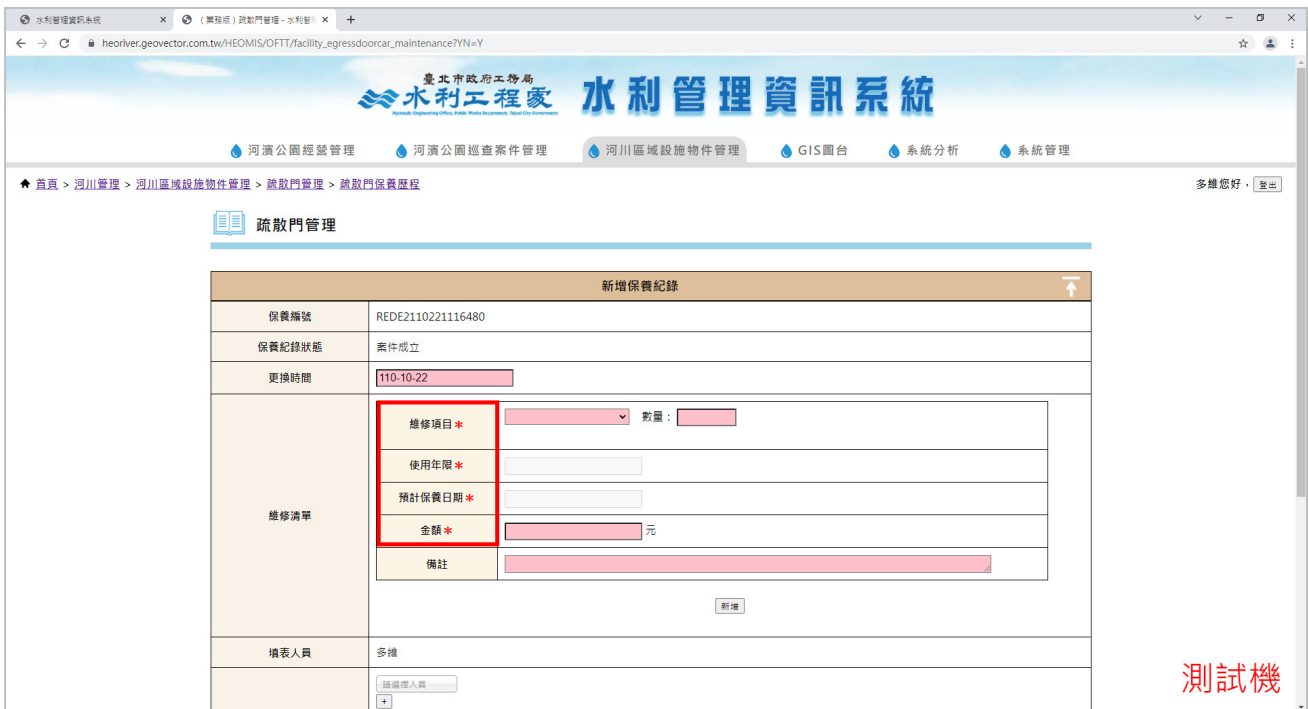 水利管理資訊系統
(業務版)疏散門管理 - 水利管
heoriver.geovector.com.tw/HEOMIS/OFTT/facility_egressdoorcar_maintenance?YN=Y
臺北市政府工務局
水利工程處
Hydraulic Engineering Office, Public Works Department, Taipei City Government
水利管理資訊系統
河濱公園經營管理 河濱公園巡查案件管理 河川區域設施物件管理 GIS圖台 系統分析 系統管理
首頁 > 河川管理 > 河川區域設施物件管理 > 疏散門管理 > 疏散門保養歷程
多維您好, 登出
疏散門管理
新增保養紀錄
保養編號 REDE2110221116480
保養紀錄狀態 案件成立
更換時間 110-10-22
維修清單
維修項目* 數量:
使用年限*
預計保養日期*
金額* 元
備註
新增
填表人員 多維
請選擇人員
+
測試機